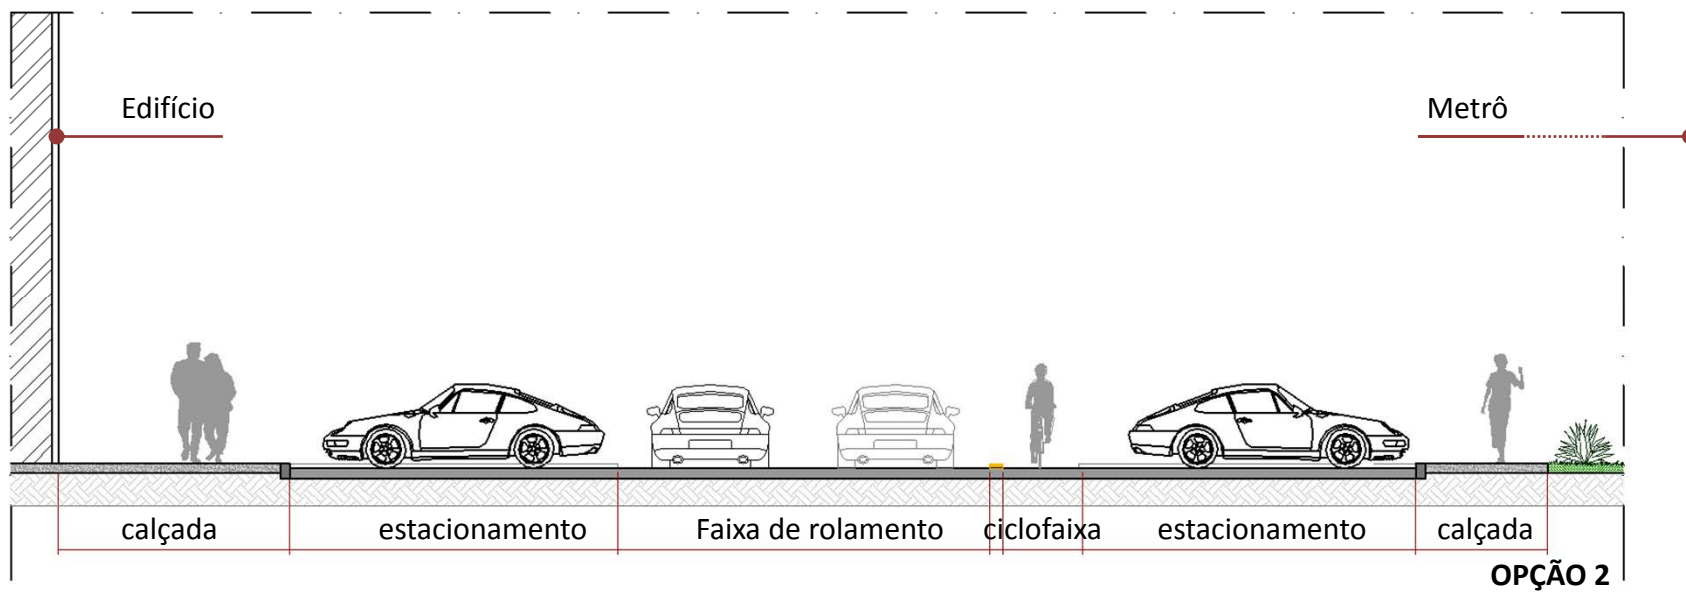 Edifício
Metrô
calçada
estacionamento
Faixa de rolamento
ciclofaixa
estacionamento
calçada
OPÇÃO 2